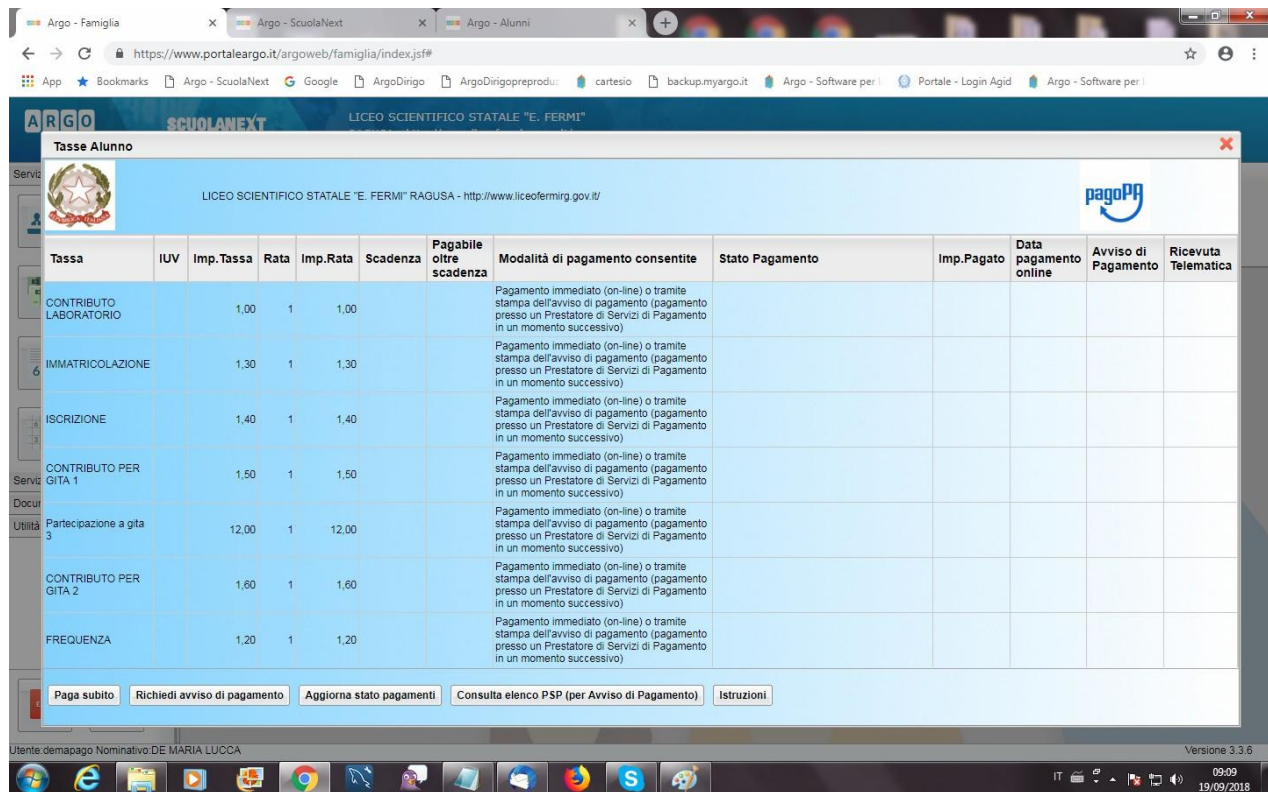 Argo - Famiglia
Argo - ScuolaNext
Argo - Alunni
https://www.portaleargo.it/argoweb/famiglia/index.jsf#
App
Bookmarks
Argo - ScuolaNext
Google
ArgoDirigo
ArgoDirigopreprodu
cartesio
backup.myargo.it
Argo - Software per
Portale - Login Agid
Argo - Software per
ARGO
SCUOLANEXT
LICEO SCIENTIFICO STATALE "E. FERMI"
Tasse Alunno
LICEO SCIENTIFICO STATALE "E. FERMI" RAGUSA - http://www.liceofermirg.gov.it/
pagoPA
Serviz
Tassa
IUV
Imp.Tassa
Rata
Imp.Rata
Scadenza
Pagabile
oltre
scadenza
Modalità di pagamento consentite
Stato Pagamento
Imp.Pagato
Data
pagamento
online
Avviso di
Pagamento
Ricevuta
Telematica
CONTRIBUTO
LABORATORIO
1,00
1
1,00
Pagamento immediato (on-line) o tramite
stampa dell'avviso di pagamento (pagamento
presso un Prestatore di Servizi di Pagamento
in un momento successivo)
IMMATRICOLAZIONE
1,30
1
1,30
Pagamento immediato (on-line) o tramite
stampa dell'avviso di pagamento (pagamento
presso un Prestatore di Servizi di Pagamento
in un momento successivo)
ISCRIZIONE
1,40
1
1,40
Pagamento immediato (on-line) o tramite
stampa dell'avviso di pagamento (pagamento
presso un Prestatore di Servizi di Pagamento
in un momento successivo)
CONTRIBUTO PER
GITA 1
1,50
1
1,50
Pagamento immediato (on-line) o tramite
stampa dell'avviso di pagamento (pagamento
presso un Prestatore di Servizi di Pagamento
in un momento successivo)
Serviz
Docur
Utilità
Partecipazione a gita
3
12,00
1
12,00
Pagamento immediato (on-line) o tramite
stampa dell'avviso di pagamento (pagamento
presso un Prestatore di Servizi di Pagamento
in un momento successivo)
CONTRIBUTO PER
GITA 2
1,60
1
1,60
Pagamento immediato (on-line) o tramite
stampa dell'avviso di pagamento (pagamento
presso un Prestatore di Servizi di Pagamento
in un momento successivo)
FREQUENZA
1,20
1
1,20
Pagamento immediato (on-line) o tramite
stampa dell'avviso di pagamento (pagamento
presso un Prestatore di Servizi di Pagamento
in un momento successivo)
Paga subito
Richiedi avviso di pagamento
Aggiorna stato pagamenti
Consulta elenco PSP (per Avviso di Pagamento)
Istruzioni
Utente:demapago Nominativo:DE MARIA LUCCA
Versione 3.3.6
IT
09:09
19/09/2018